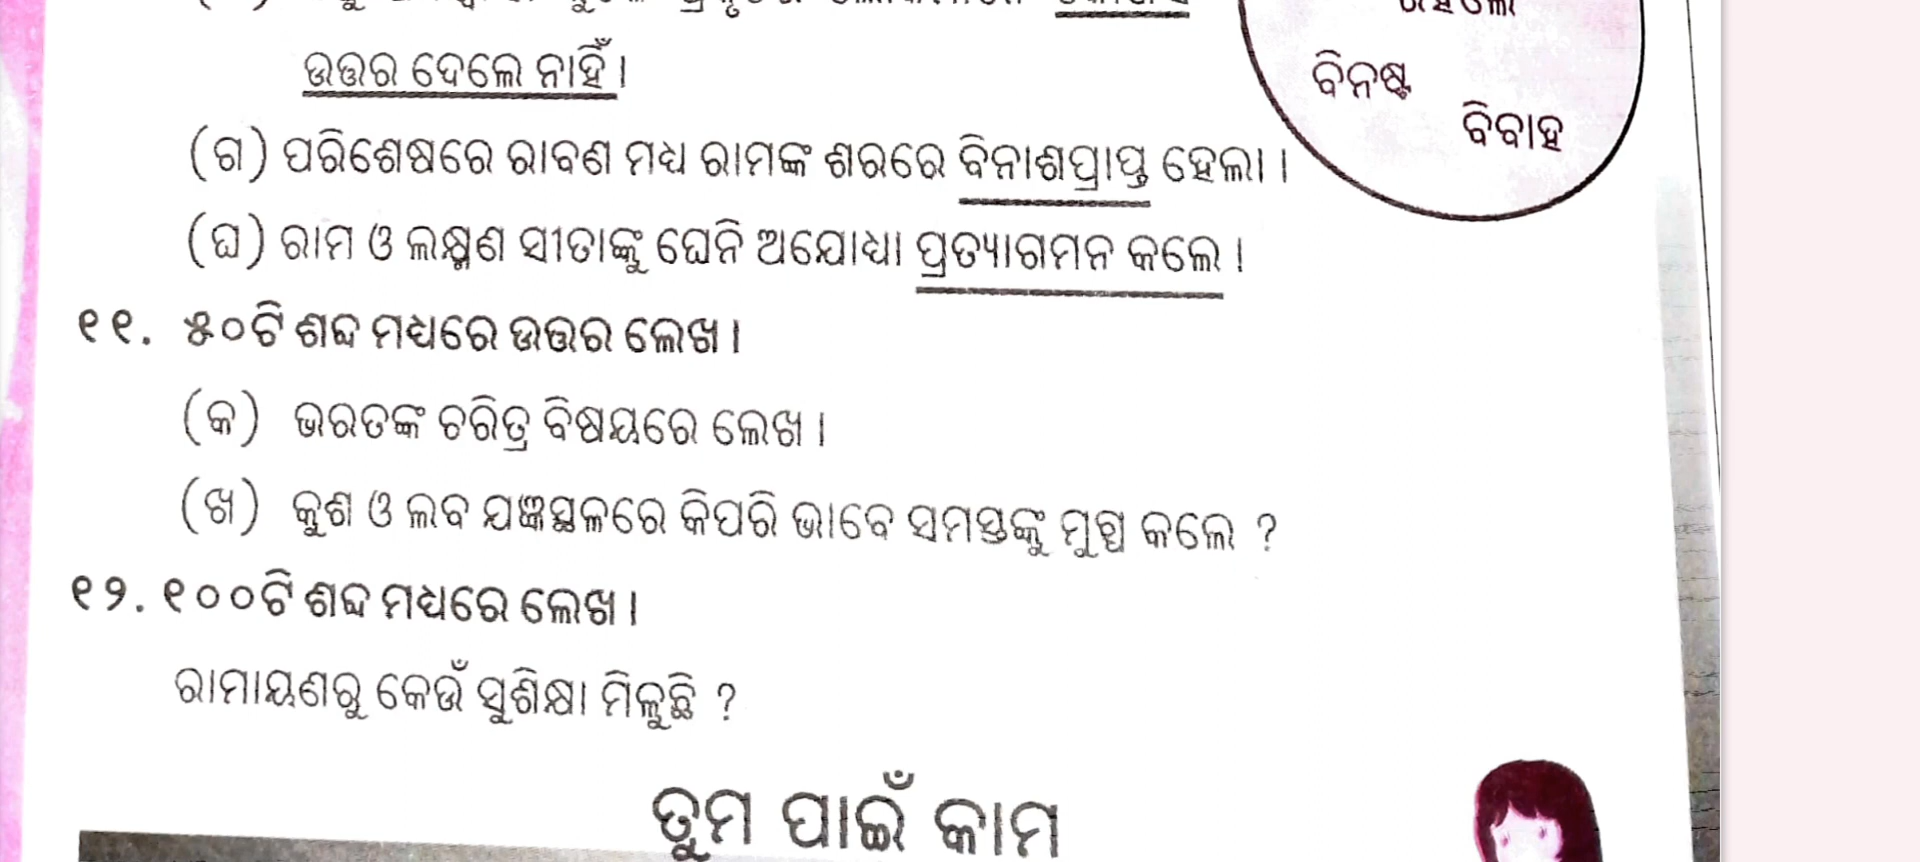 ଉତ୍ତର ଦେଲେ ନାହିଁ।
ବିନଷ୍ଟ
ବିବାହ
(ଗ) ପରିଶେଷରେ ରାବଣ ମଧ୍ୟ ରାମଙ୍କ ଶରରେ ବିନାଶପ୍ରାପ୍ତ ହେଲା।
(ଘ) ରାମ ଓ ଲକ୍ଷ୍ମଣ ସୀତାଙ୍କୁ ଘେନି ଅଯୋଧ୍ୟା ପ୍ରତ୍ୟାଗମନ କଲେ।
୧୧. ୫୦ଟି ଶବ୍ଦ ମଧ୍ୟରେ ଉତ୍ତର ଲେଖ।
(କ) ଭରତଙ୍କ ଚରିତ୍ର ବିଷୟରେ ଲେଖ।
(ଖ) କୁଶ ଓ ଲବ ଯଜ୍ଞସ୍ଥଳରେ କିପରି ଭାବେ ସମସ୍ତଙ୍କୁ ମୁଗ୍ଧ କଲେ ?
୧୨. ୧୦୦ଟି ଶବ୍ଦ ମଧ୍ୟରେ ଲେଖ।
ରାମାୟଣରୁ କେଉଁ ସୁଶିକ୍ଷା ମିଳୁଛି ?
ତୁମ ପାଇଁ କାମ